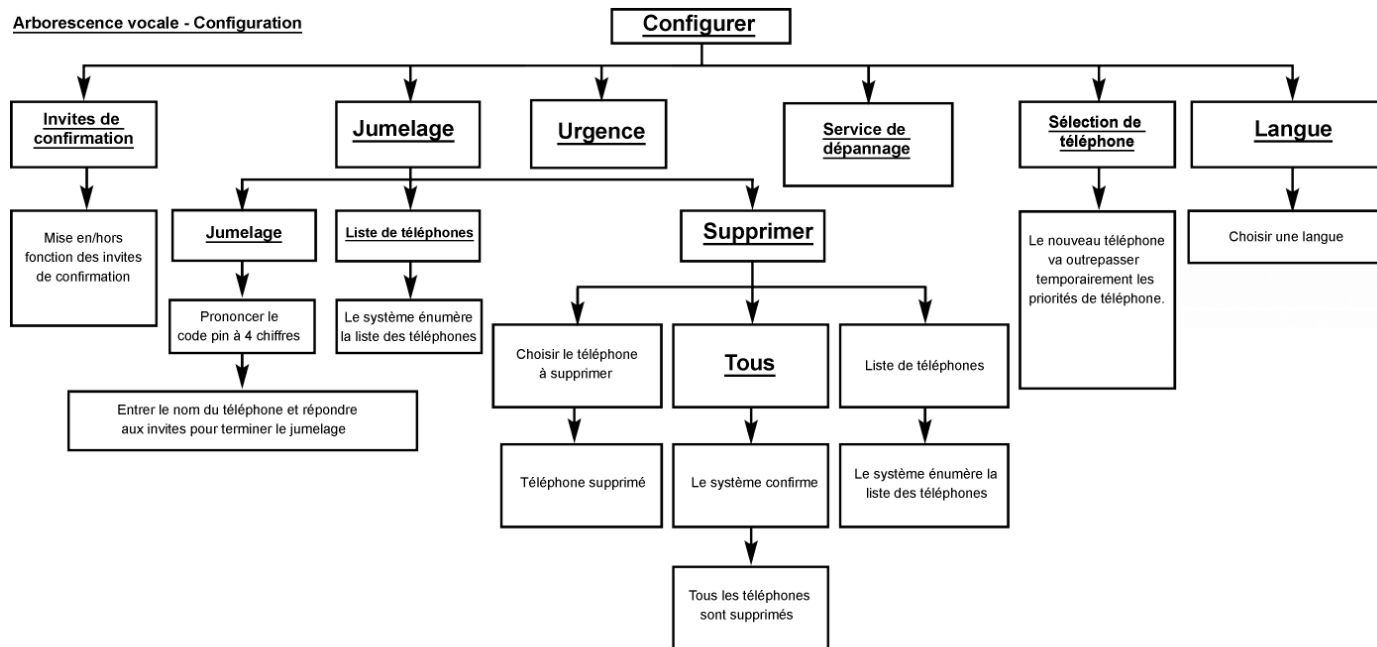 Arborescence vocale - Configuration
Configurer
Invites de
confirmation
Jumelage
Urgence
Service de
dépannage
Sélection de
téléphone
Langue
Mise en/hors
fonction des invites
de confirmation
Jumelage
Liste de téléphones
Supprimer
Le nouveau téléphone
va outrepasser
temporairement les
priorités de téléphone.
Choisir une langue
Prononcer le
code pin à 4 chiffres
Le système énumère
la liste des téléphones
Choisir le téléphone
à supprimer
Tous
Liste de téléphones
Entrer le nom du téléphone et répondre
aux invites pour terminer le jumelage
Téléphone supprimé
Le système confirme
Le système énumère la
liste des téléphones
Tous les téléphones
sont supprimés